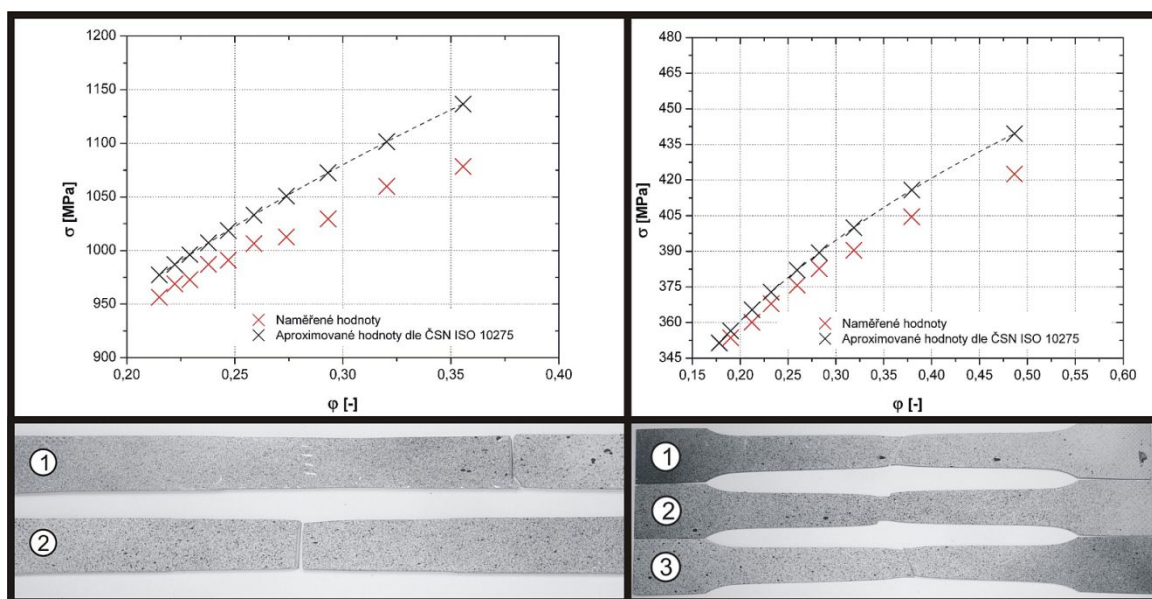 1200
1150
1100
1050
1000
950
900
σ [MPa]
Naměřené hodnoty
Aproximované hodnoty dle ČSN ISO 10275
0,20 0,25 0,30 0,35 0,40
φ [-]
480
465
450
435
420
405
390
375
360
345
σ [MPa]
Naměřené hodnoty
Aproximované hodnoty dle ČSN ISO 10275
0,15 0,20 0,25 0,30 0,35 0,40 0,45 0,50 0,55 0,60
φ [-]
1
2
1
2
3